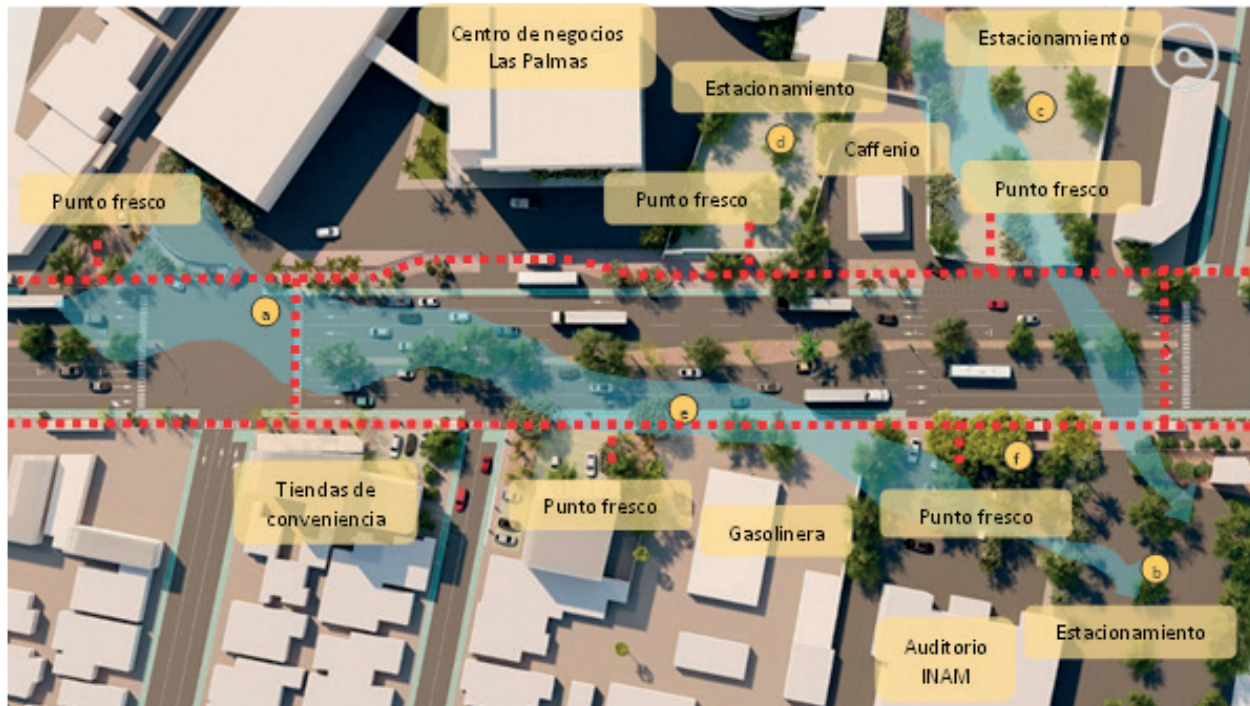 Centro de negocios
Las Palmas
Estacionamiento
Estacionamiento
c
d
Caffenio
Punto fresco
Punto fresco
Punto fresco
a
e
f
Tiendas de
conveniencia
Punto fresco
Gasolinera
Punto fresco
b
Auditorio
INAM
Estacionamiento